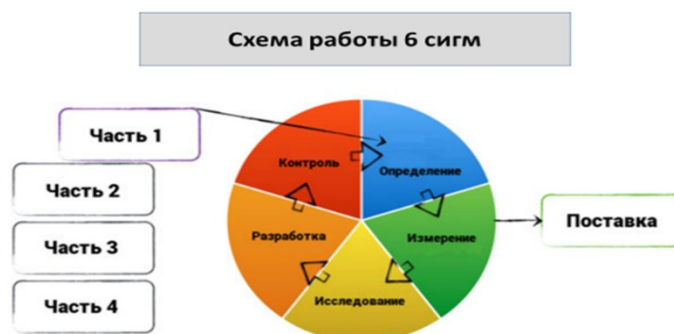 Схема работы 6 сигм
Часть 1
Часть 2
Часть 3
Часть 4
Контроль
Определение
Разработка
Измерение
Исследование
Поставка